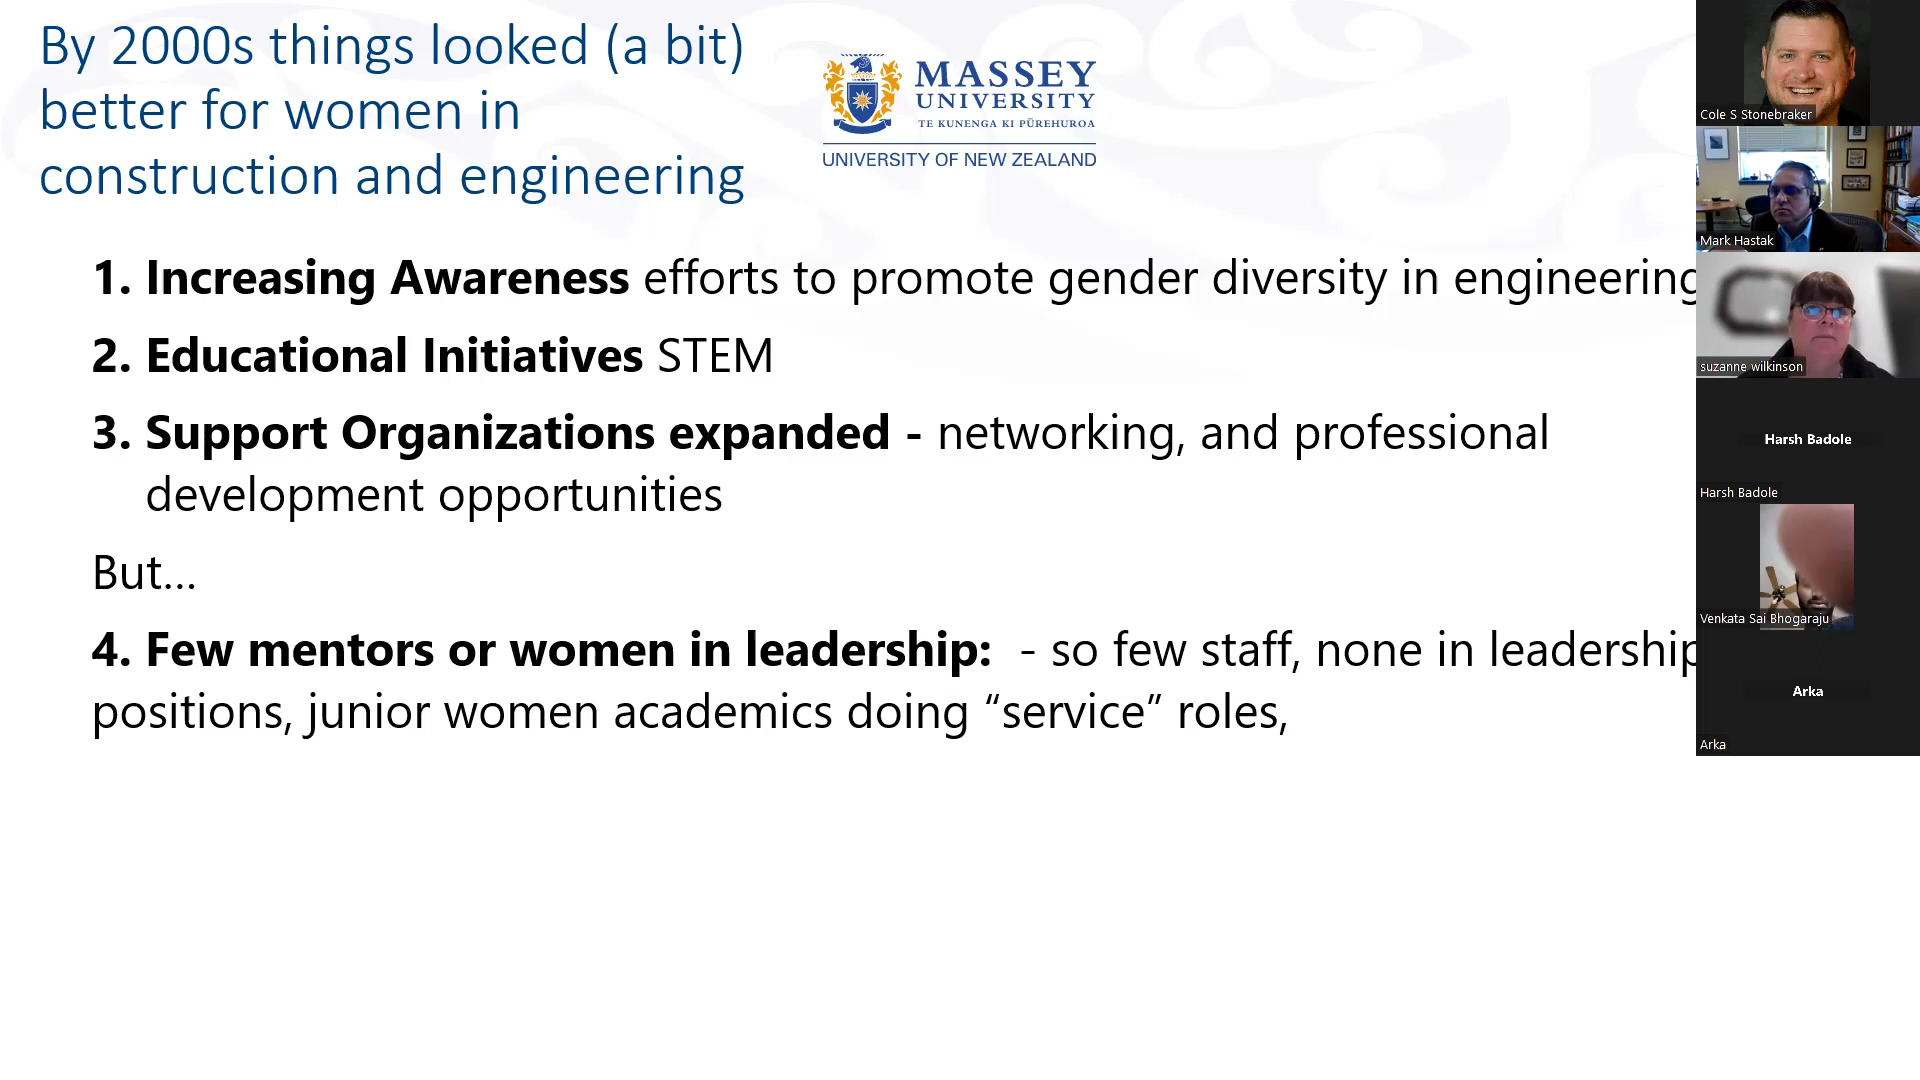 By 2000s things looked (a bit)
better for women in
construction and engineering
MASSEY
UNIVERSITY
TE KUNENGA KI PŪREHUROA
UNIVERSITY OF NEW ZEALAND
1. Increasing Awareness efforts to promote gender diversity in engineering
2. Educational Initiatives STEM
3. Support Organizations expanded - networking, and professional
development opportunities
But...
4. Few mentors or women in leadership: - so few staff, none in leadership
positions, junior women academics doing “service” roles,
Cole S Stonebraker
Mark Hastak
suzanne wilkinson
Harsh Badole
Harsh Badole
Venkata Sai Bhogaraju
Arka
Arka